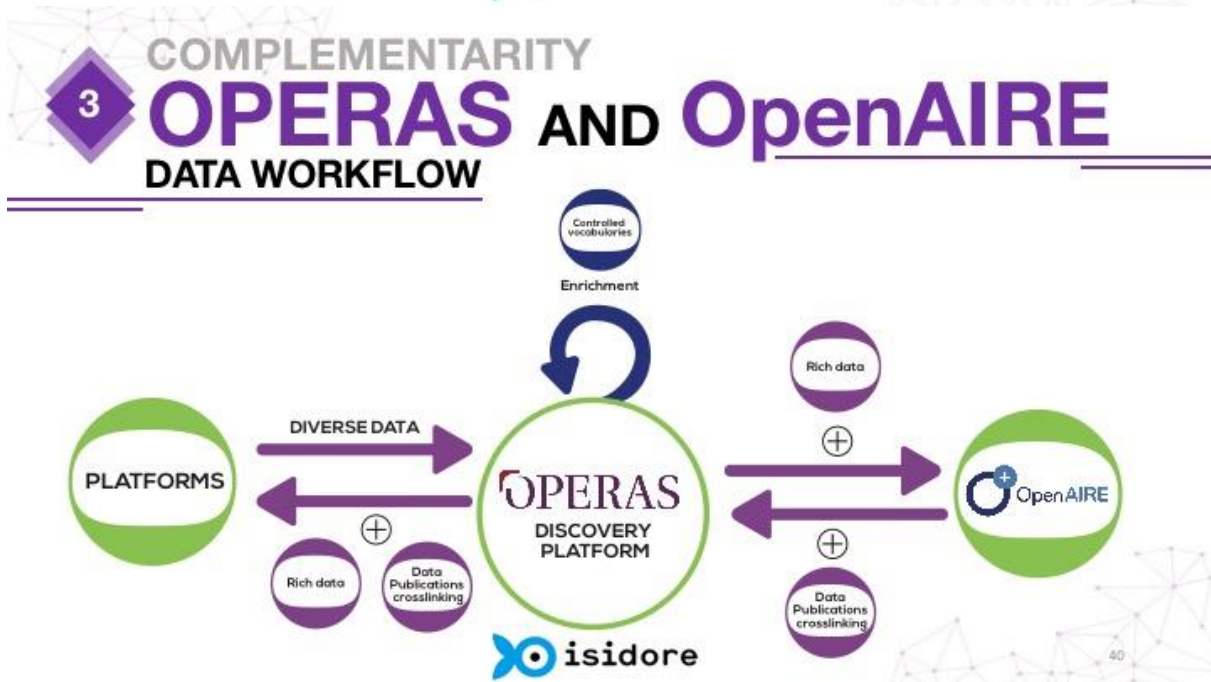 COMPLEMENTARITY
3
OPERAS AND OpenAIRE
DATA WORKFLOW
Controlled
vocabularies
Enrichment
Rich data
DIVERSE DATA
PLATFORMS
OPERAS
DISCOVERY
PLATFORM
OpenAIRE
Rich data
Data
Publications
crosslinking
Data
Publications
crosslinking
isidore
40